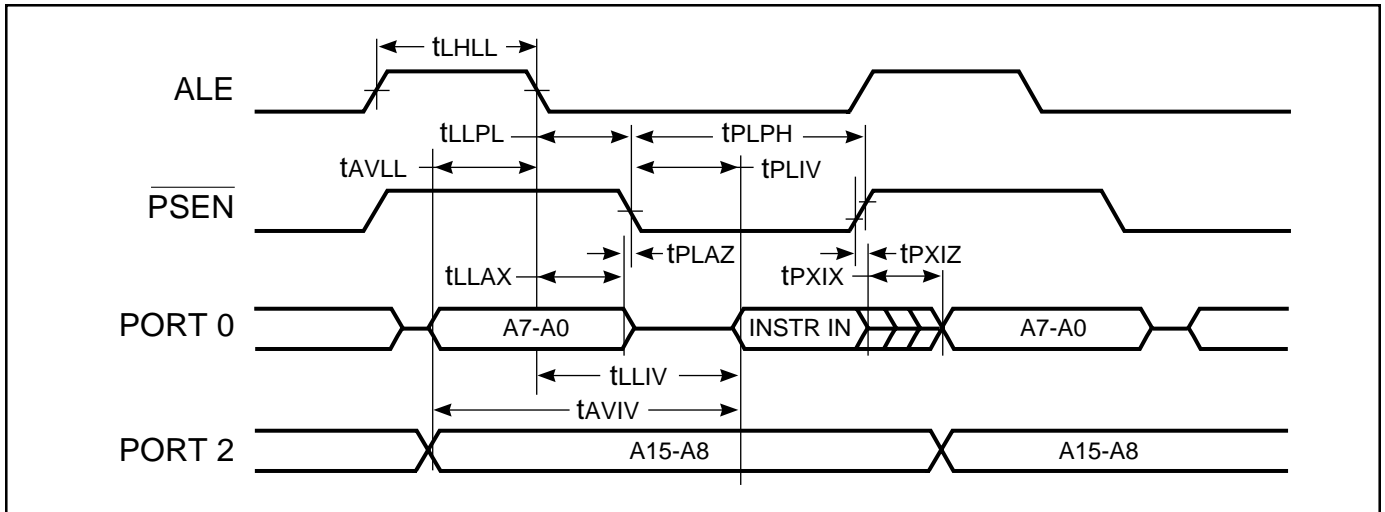 tLHLL
ALE
tLLPL
tPLPH
tAVLL
tPLIV
PSEN
tPLAZ
tPXIZ
tLLAX
tPXIX
PORT 0
A7-A0
INSTR IN
A7-A0
tLLIV
tAVIV
PORT 2
A15-A8
A15-A8